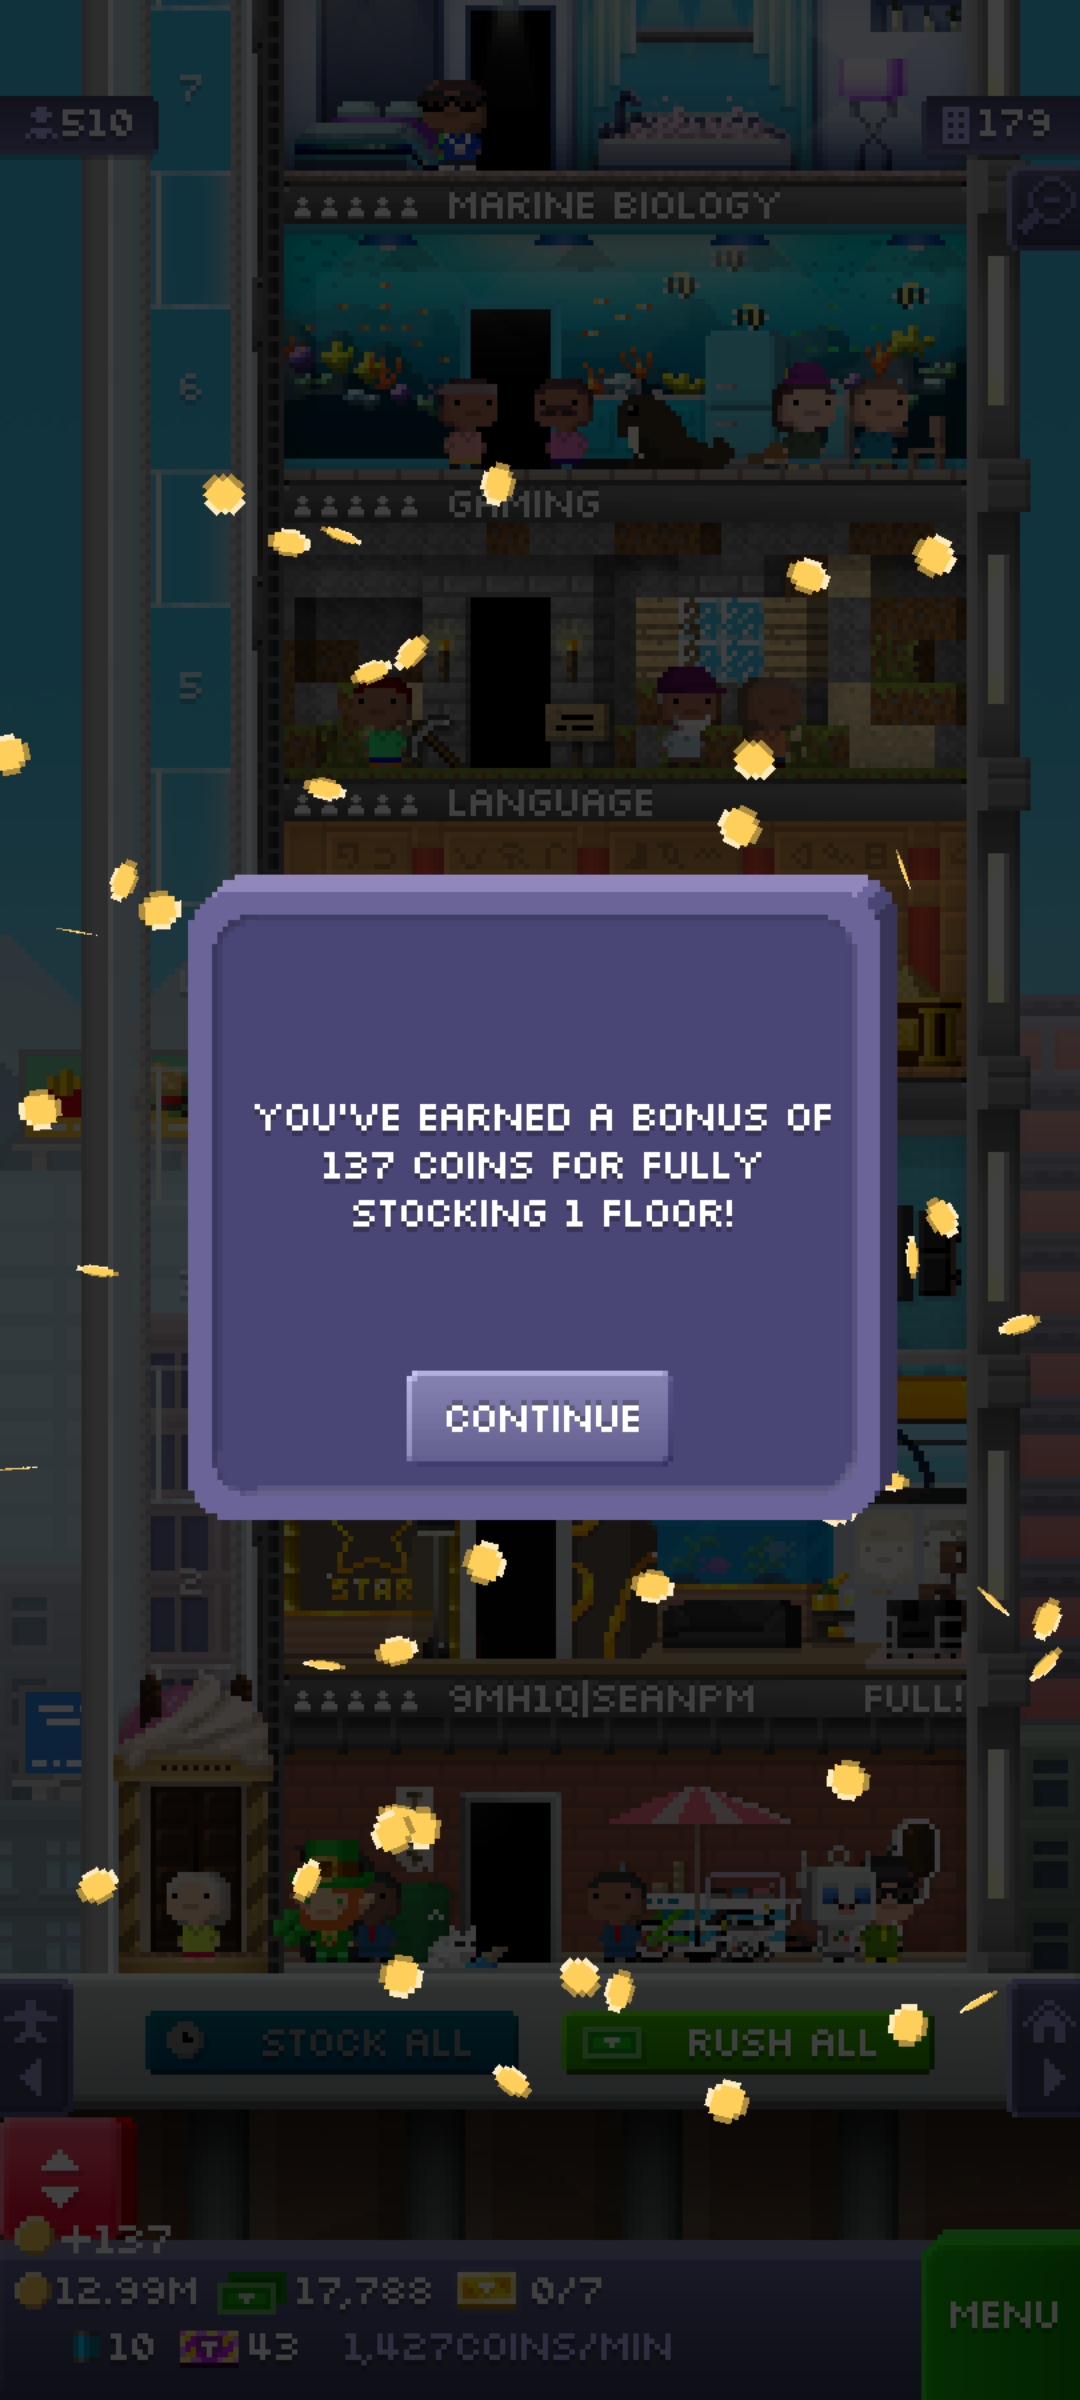 7
510
179
MARINE BIOLOGY
6
GAMING
5
LANGUAGE
YOU'VE EARNED A BONUS OF
137 COINS FOR FULLY
STOCKING 1 FLOOR!
CONTINUE
STAR
2
9MH1Q|SEANPM
FULL!
STOCK ALL
RUSH ALL
+137
12.99M
17,788
0/7
MENU
10
43
1,427COINS/MIN